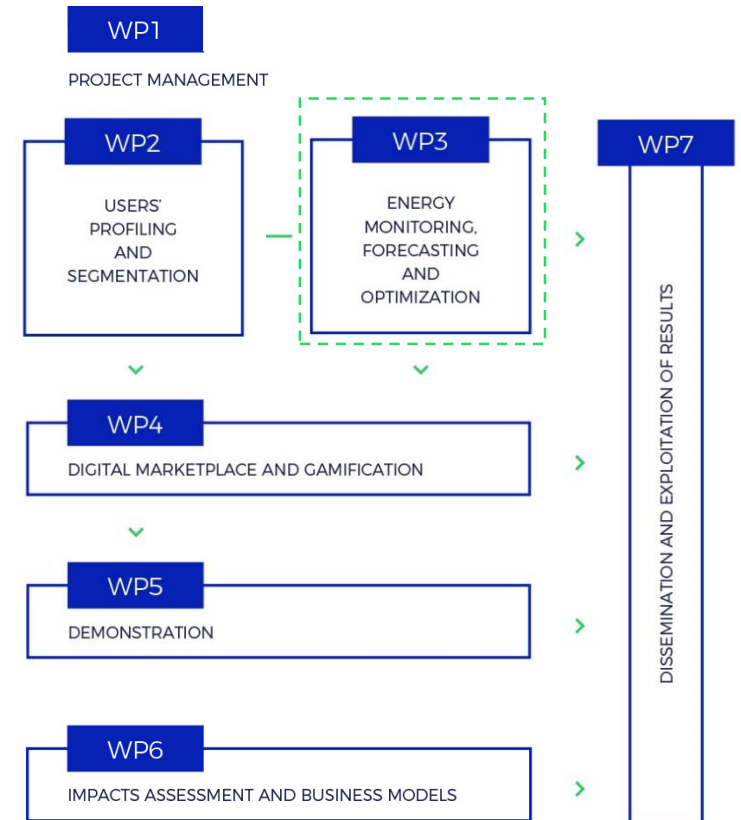 WP1
PROJECT MANAGEMENT
WP2
USERS'
PROFILING
AND
SEGMENTATION
WP3
ENERGY
MONITORING,
FORECASTING
AND
OPTIMIZATION
WP7
DISSEMINATION AND EXPLOITATION OF RESULTS
WP4
DIGITAL MARKETPLACE AND GAMIFICATION
WP5
DEMONSTRATION
WP6
IMPACTS ASSESSMENT AND BUSINESS MODELS